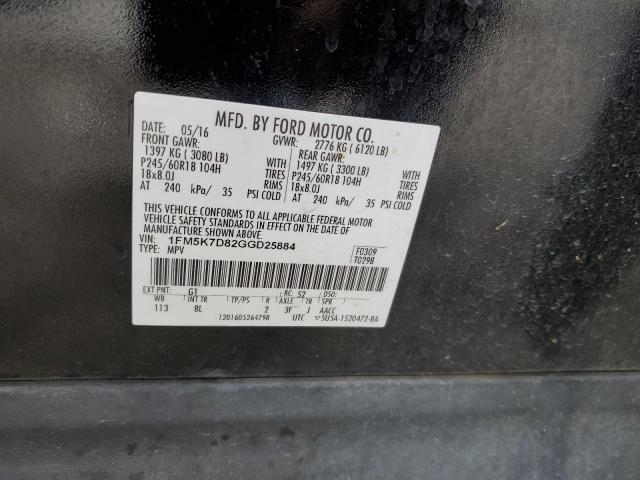 MFD. BY FORD MOTOR CO.
DATE: 05/16 GVWR: 2776 KG ( 6120 LB)
FRONT GAWR: REAR GAWR:
1397 KG ( 3080 LB) WITH 1497 KG ( 3300 LB) WITH
P245/60R18 104H TIRES P245/60R18 104H TIRES
18x8.0J RIMS 18x8.0J RIMS
AT 240 kPa/ 35 PSI COLD AT 240 kPa/ 35 PSI COLD
THIS VEHICLE CONFORMS TO ALL APPLICABLE FEDERAL MOTOR
VEHICLE SAFETY STANDARDS IN EFFECT ON THE DATE OF
MANUFACTURE SHOWN ABOVE.
VIN: 1FM5K7D82GGD25884 F0309
TYPE: MPV T0298
EXT PNT: G1 RC: 52 DSO:
WB INT TR TP/PS R AXLE TR SPR
113 8L 2 3F J AACC
1201605264798 UTC 5U5A-1520472-BA